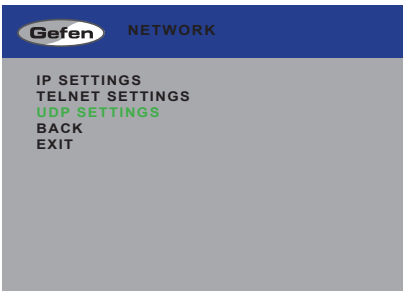 Gefen NETWORK
IP SETTINGS
TELNET SETTINGS
UDP SETTINGS
BACK
EXIT